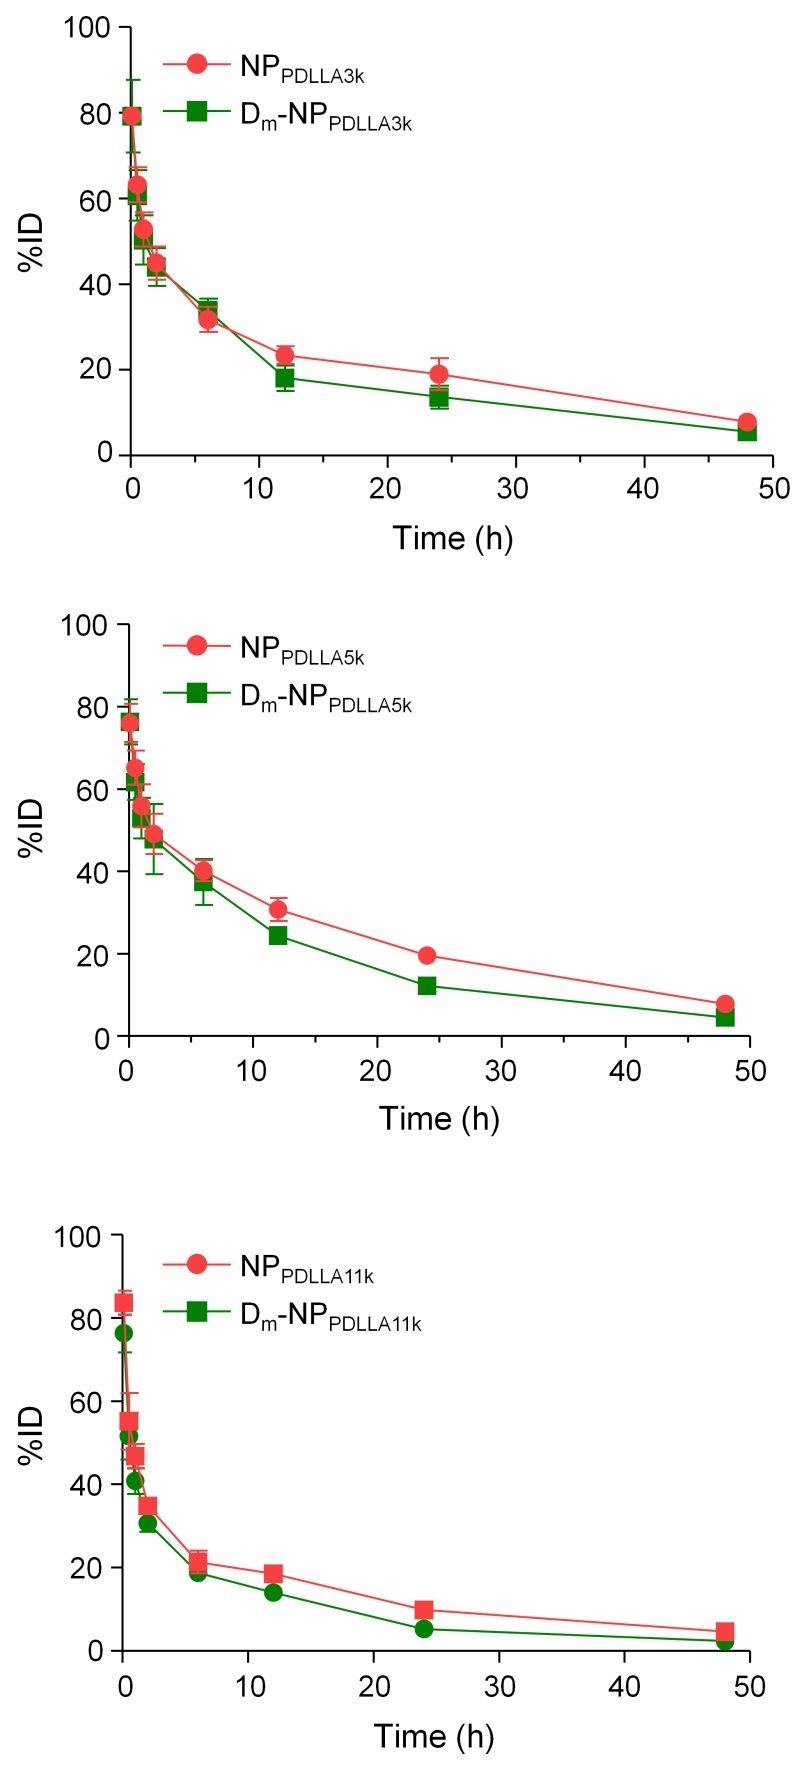 100
80
60
40
20
0
%ID
NPPDLLA3k
Dm-NPPDLLA3k
0 10 20 30 40 50
Time (h)
100
80
60
40
20
0
%ID
NPPDLLA5k
Dm-NPPDLLA5k
0 10 20 30 40 50
Time (h)
100
80
60
40
20
0
%ID
NPPDLLA11k
Dm-NPPDLLA11k
0 10 20 30 40 50
Time (h)